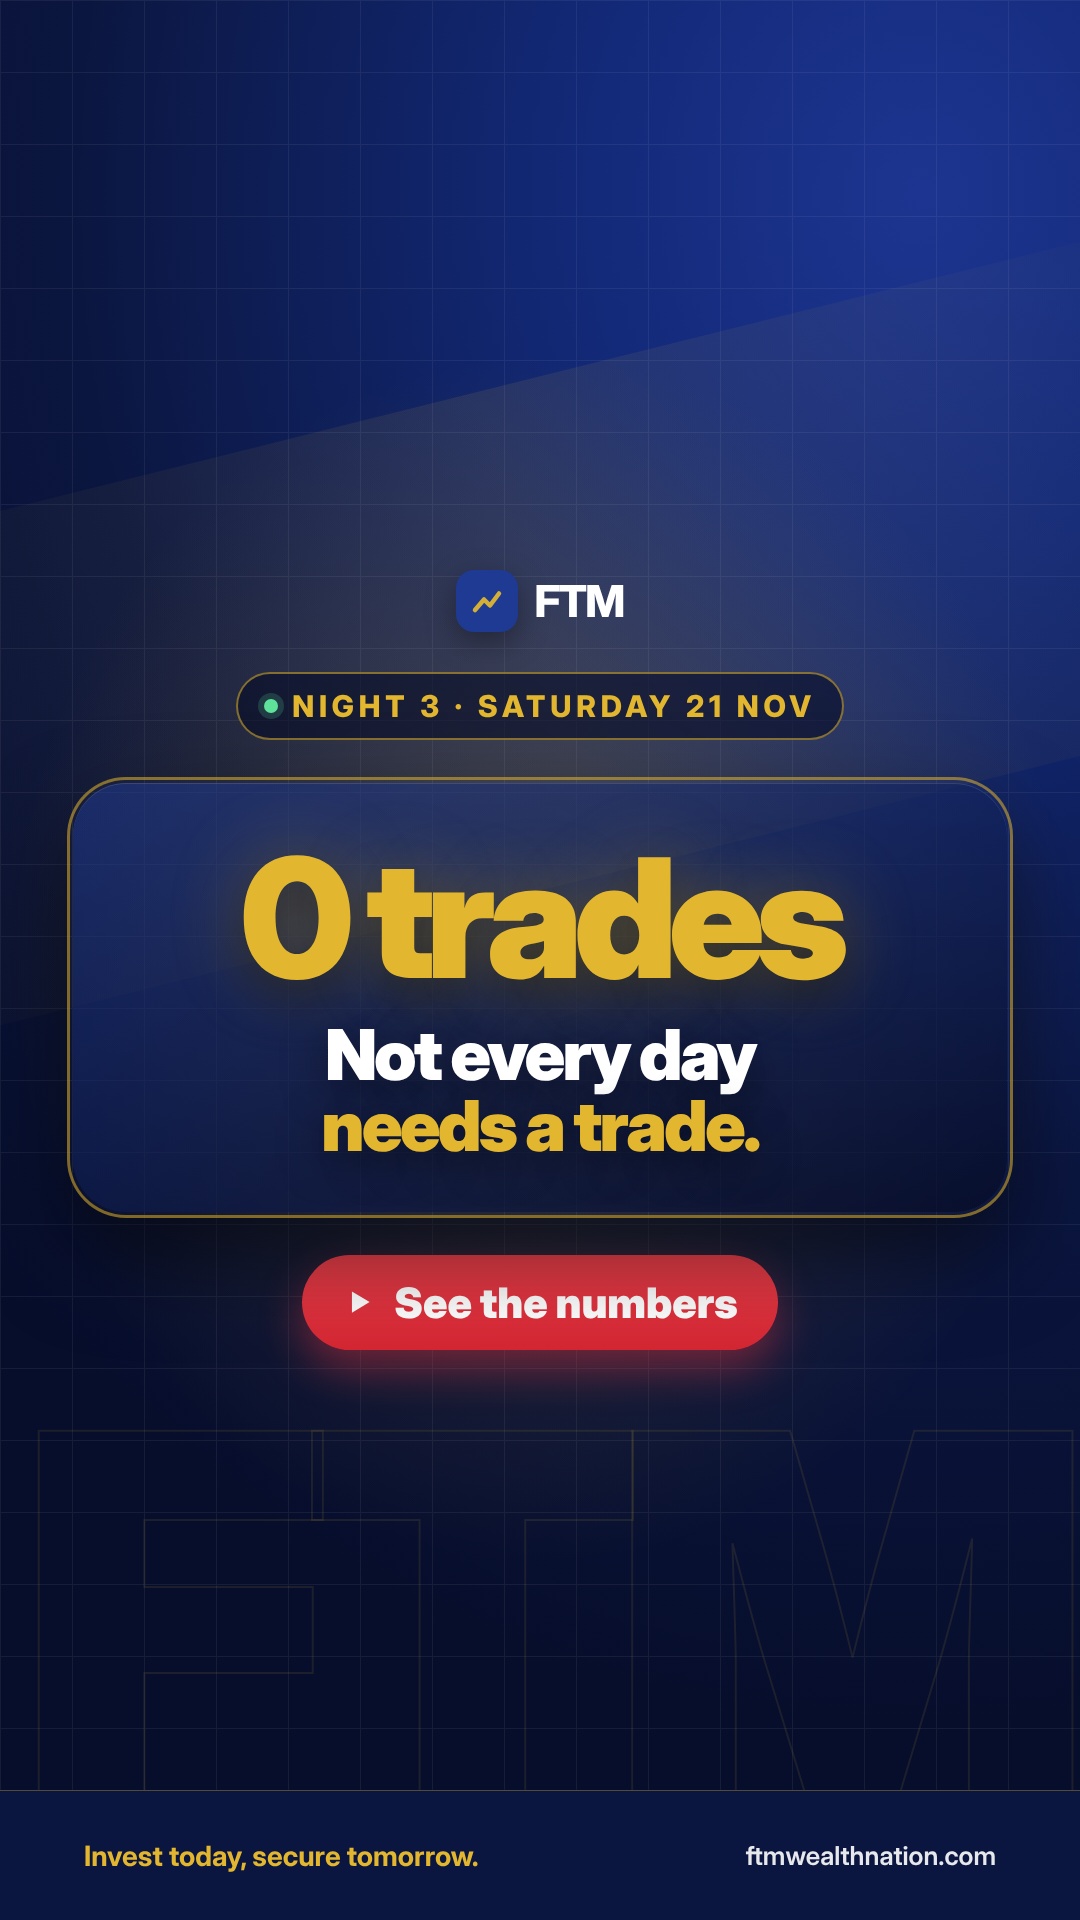 FTM
NIGHT 3 · SATURDAY 21 NOV
0 trades
Not every day
needs a trade.
See the numbers
FTM
Invest today, secure tomorrow.
ftmwealthnation.com